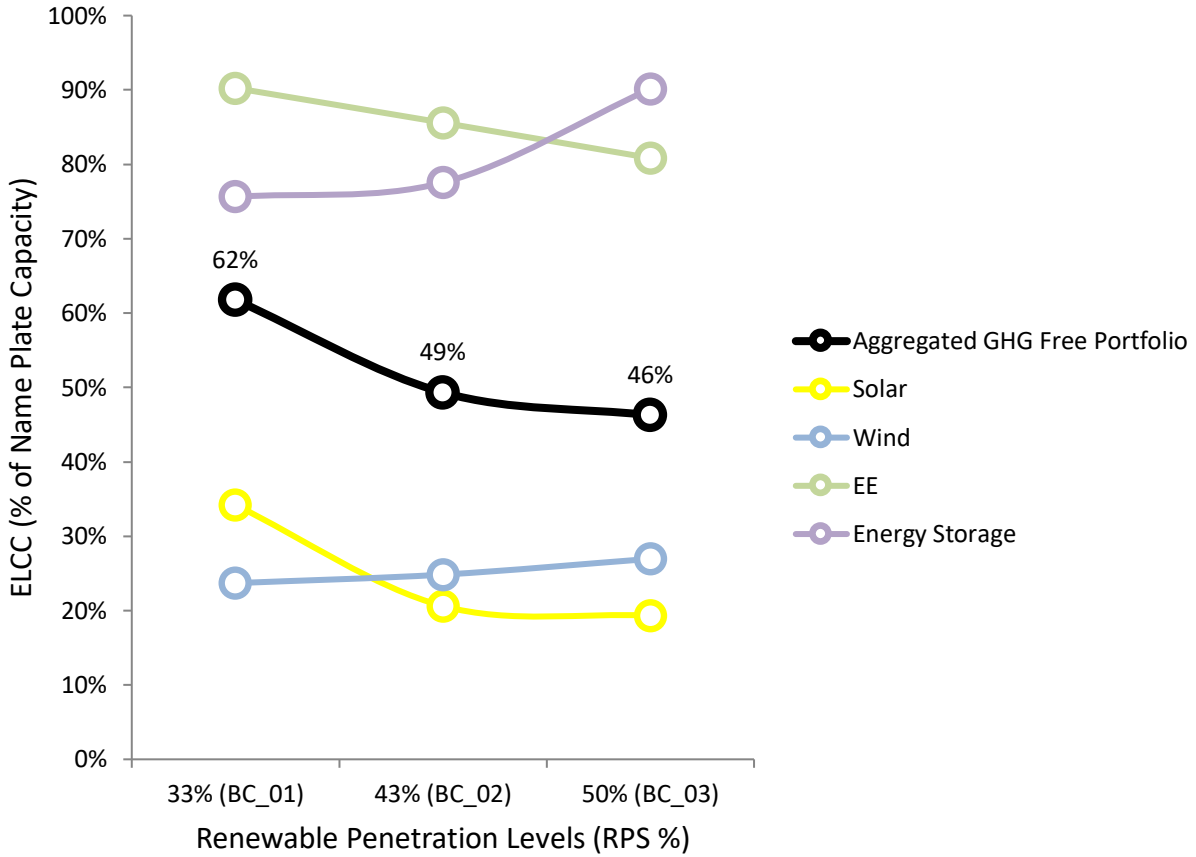 100%
90%
80%
70%
60%
50%
40%
30%
20%
10%
0%
ELCC (% of Name Plate Capacity)
62%
49%
46%
33% (BC_01)
43% (BC_02)
50% (BC_03)
Renewable Penetration Levels (RPS %)
Aggregated GHG Free Portfolio
Solar
Wind
EE
Energy Storage